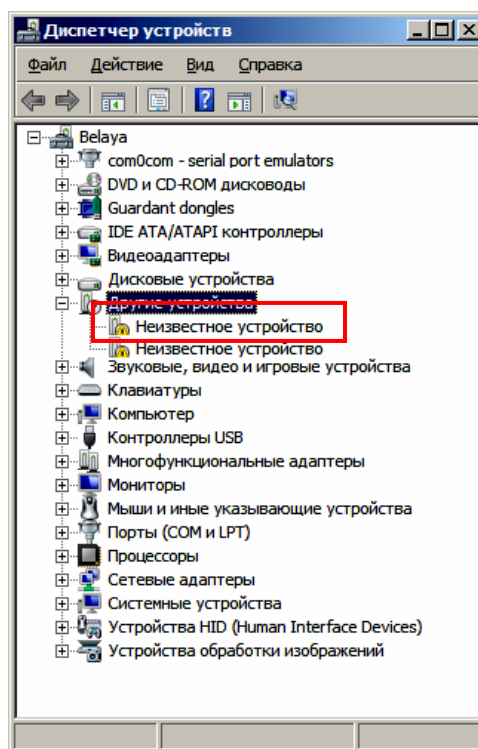 Диспетчер устройств
Файл Действие Вид Справка
Belaya
com0com - serial port emulators
DVD и CD-ROM дисководы
Guardant dongles
IDE ATA/ATAPI контроллеры
Видеоадаптеры
Дисковые устройства
Другие устройства
Неизвестное устройство
Неизвестное устройство
Звуковые, видео и игровые устройства
Клавиатуры
Компьютер
Контроллеры USB
Многофункциональные адаптеры
Мониторы
Мыши и иные указывающие устройства
Порты (COM и LPT)
Процессоры
Сетевые адаптеры
Системные устройства
Устройства HID (Human Interface Devices)
Устройства обработки изображений